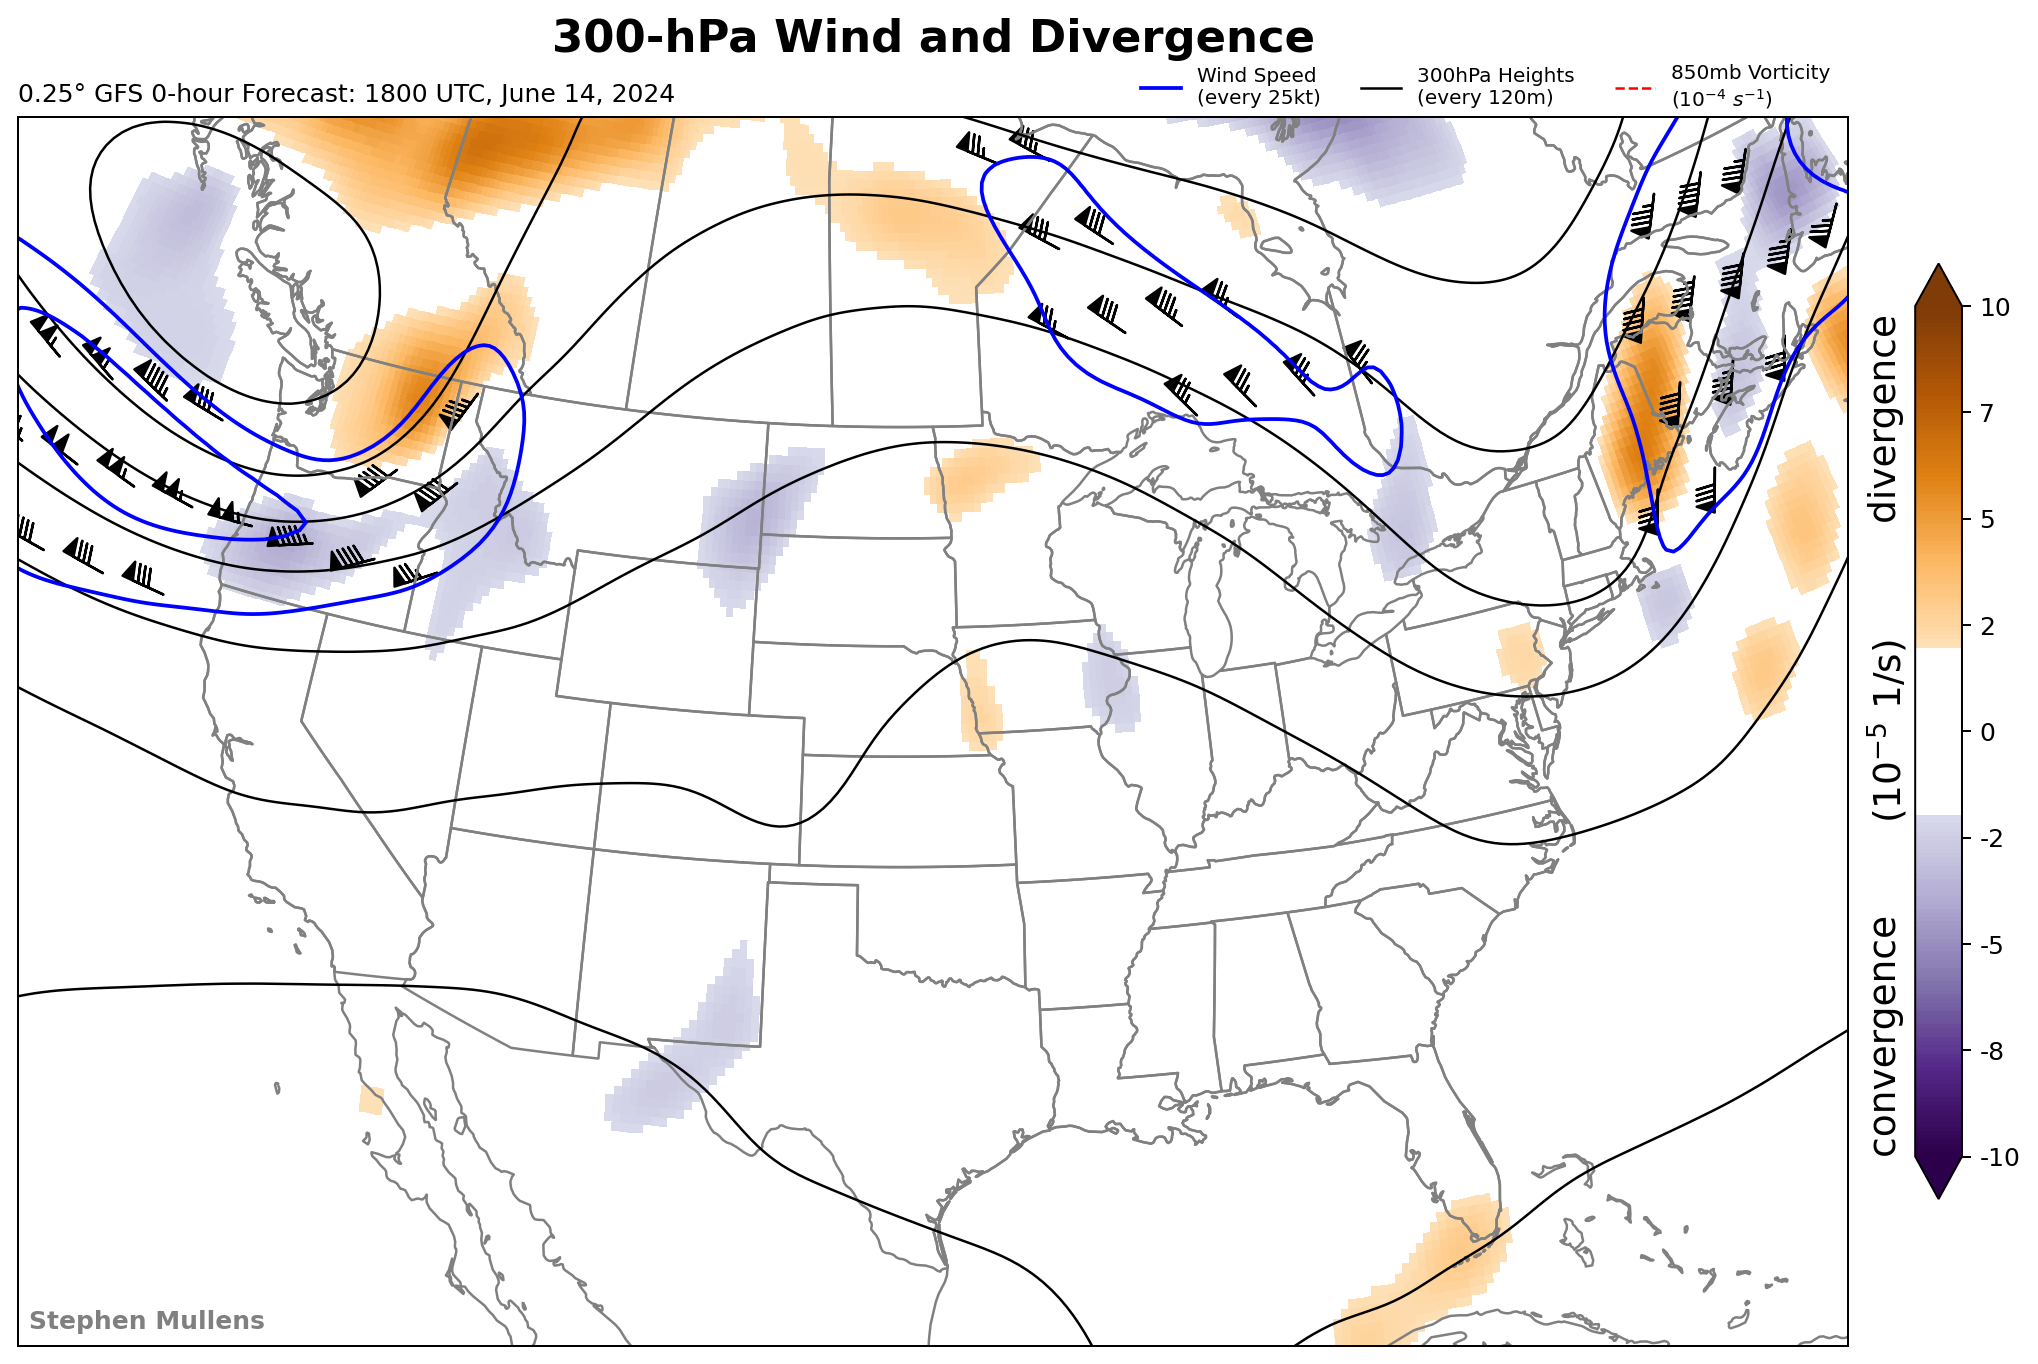 300-hPa Wind and Divergence
0.25° GFS 0-hour Forecast: 1800 UTC, June 14, 2024
Wind Speed
(every 25kt)
300hPa Heights
(every 120m)
850mb Vorticity
(10⁻⁴ s⁻¹)
10
7
5
2
0
-2
-5
-8
-10
convergence (10⁻⁵ 1/s) divergence
Stephen Mullens